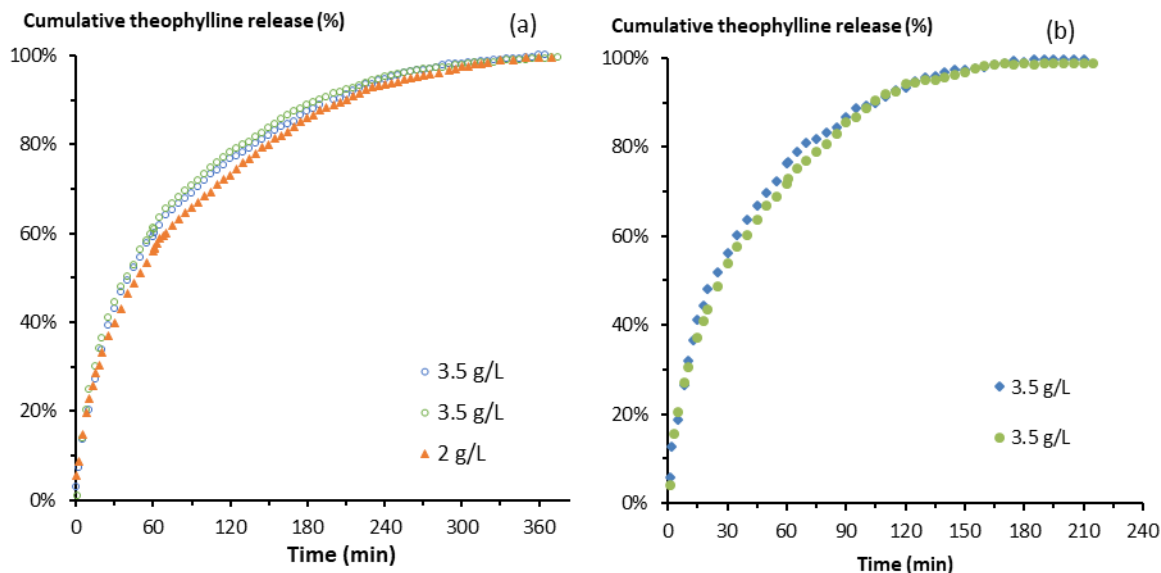 Cumulative theophylline release (%)
(a)
100%
80%
60%
40%
20%
0%
0 60 120 180 240 300 360
Time (min)
3.5 g/L
3.5 g/L
2 g/L
Cumulative theophylline release (%)
(b)
100%
80%
60%
40%
20%
0%
0 30 60 90 120 150 180 210 240
Time (min)
3.5 g/L
3.5 g/L